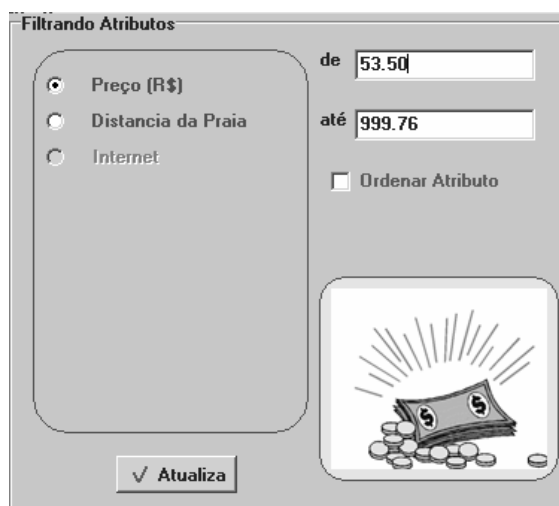 Filtrando Atributos
de 53.50
Preço (R$)
Distancia da Praia
até 999.76
Internet
Ordenar Atributo
$ $
Atualiza